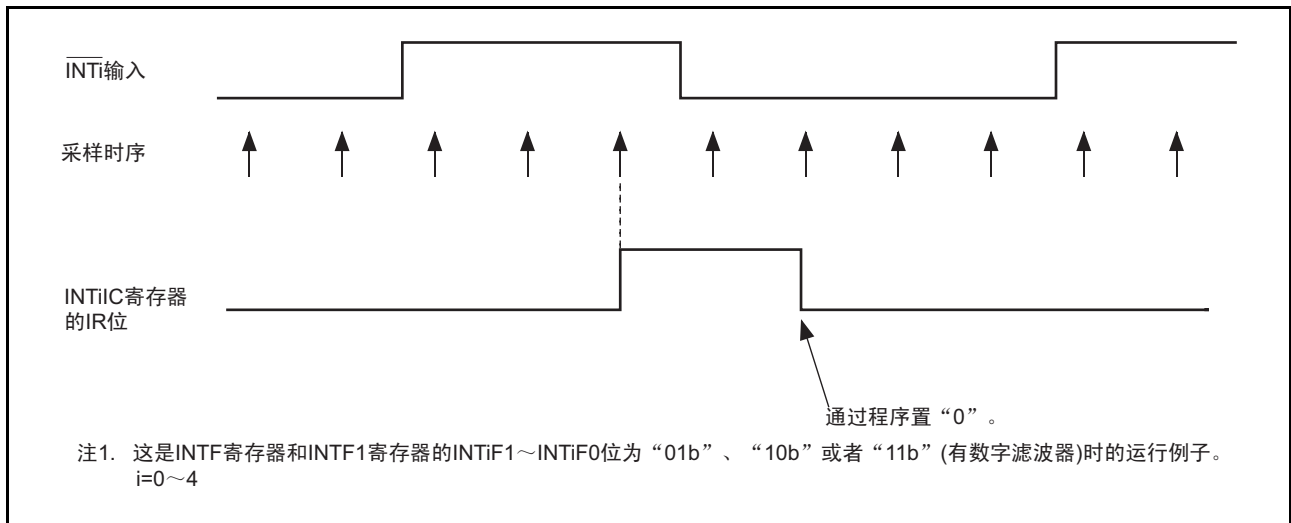 INTi输入
采样时序
INTiIC寄存器
的IR位
通过程序置“0”。
注1. 这是INTF寄存器和INTF1寄存器的INTiF1～INTiF0位为“01b”、“10b”或者“11b”(有数字滤波器)时的运行例子。
i=0～4